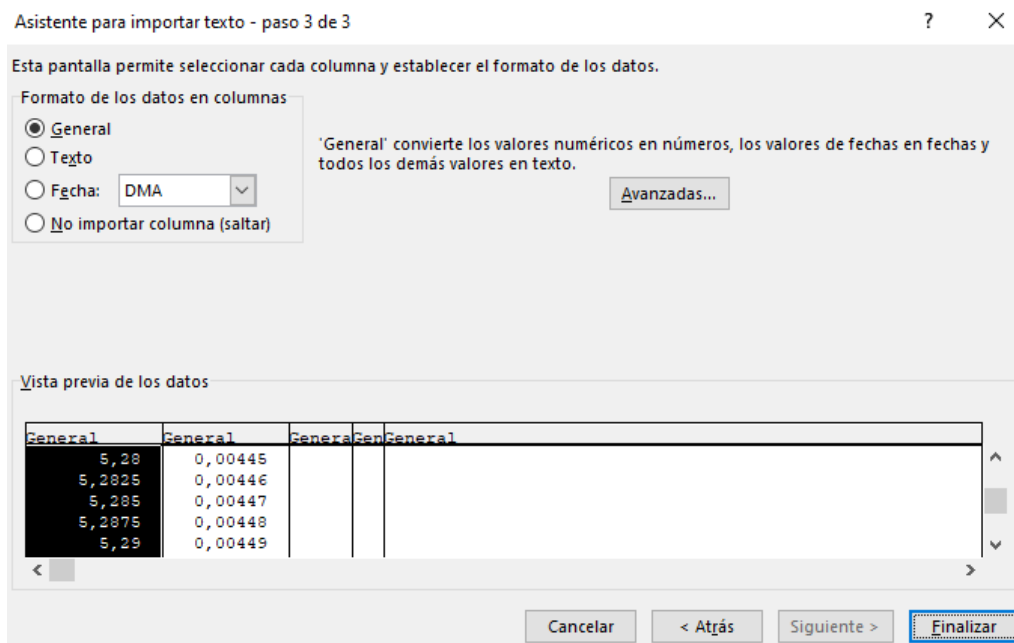 Asistente para importar texto - paso 3 de 3
?
Esta pantalla permite seleccionar cada columna y establecer el formato de los datos.
Formato de los datos en columnas
General
Texto
Fecha: DMA
No importar columna (saltar)
'General' convierte los valores numéricos en números, los valores de fechas en fechas y
todos los demás valores en texto.
Avanzadas...
Vista previa de los datos
General General Genera Gen General
5,28 0,00445
5,2825 0,00446
5,285 0,00447
5,2875 0,00448
5,29 0,00449
Cancelar < Atrás Siguiente > Finalizar